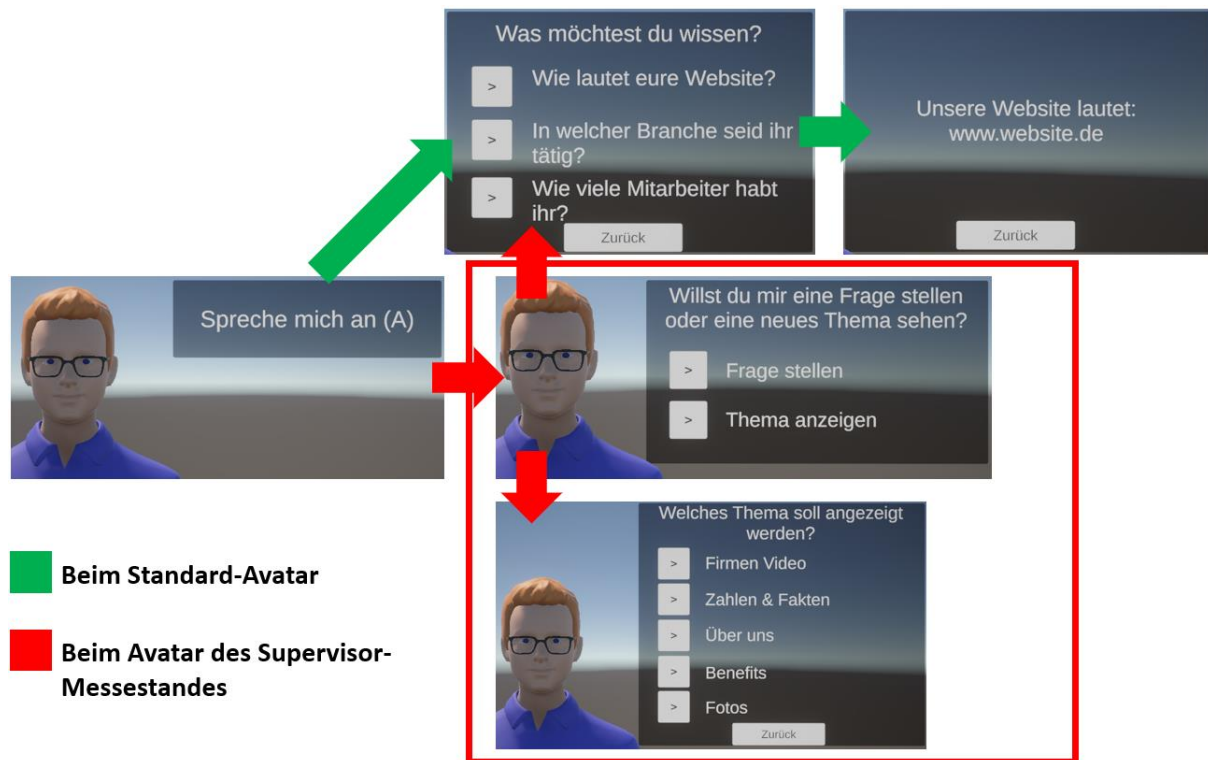 Was möchtest du wissen?
>
Wie lautet eure Website?
>
In welcher Branche seid ihr
tätig?
>
Wie viele Mitarbeiter habt
ihr?
Zurück
Unsere Website lautet:
www.website.de
Zurück
Spreche mich an (A)
Willst du mir eine Frage stellen
oder eine neues Thema sehen?
>
Frage stellen
>
Thema anzeigen
Welches Thema soll angezeigt
werden?
>
Firmen Video
>
Zahlen & Fakten
>
Über uns
>
Benefits
>
Fotos
Zurück
Beim Standard-Avatar
Beim Avatar des Supervisor-
Messestandes